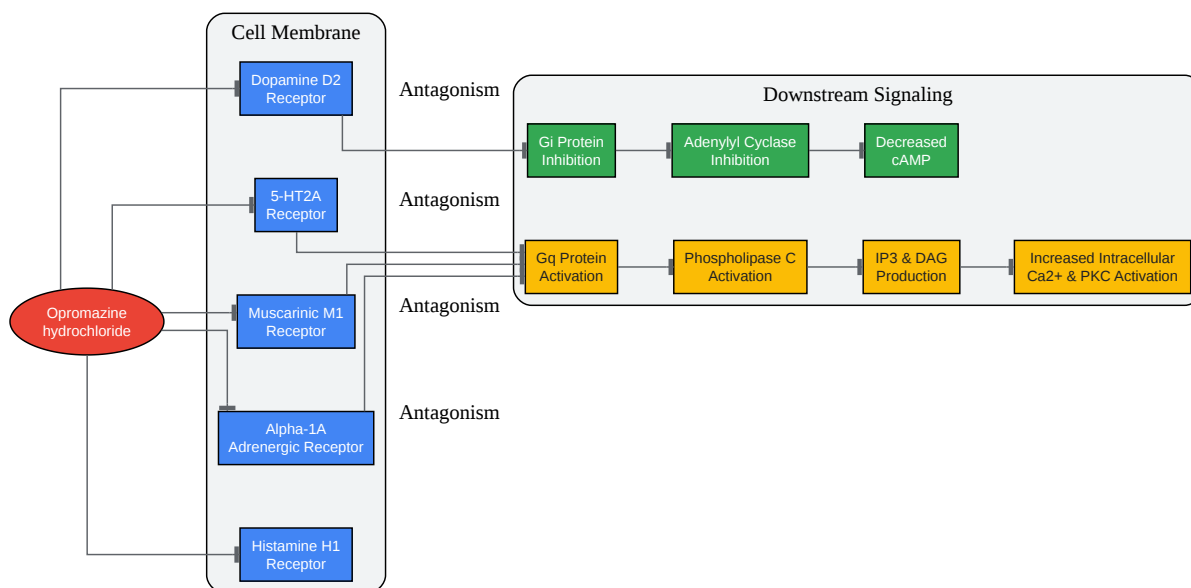 Cell Membrane
Dopamine D2
Receptor
Antagonism
Downstream Signaling
Gi Protein
Inhibition
Adenylyl Cyclase
Inhibition
Decreased
cAMP
5-HT2A
Receptor
Antagonism
Gq Protein
Activation
Phospholipase C
Activation
IP3 & DAG
Production
Increased Intracellular
Ca2+ & PKC Activation
Opromazine
hydrochloride
Muscarinic M1
Receptor
Antagonism
Alpha-1A
Adrenergic Receptor
Antagonism
Histamine H1
Receptor